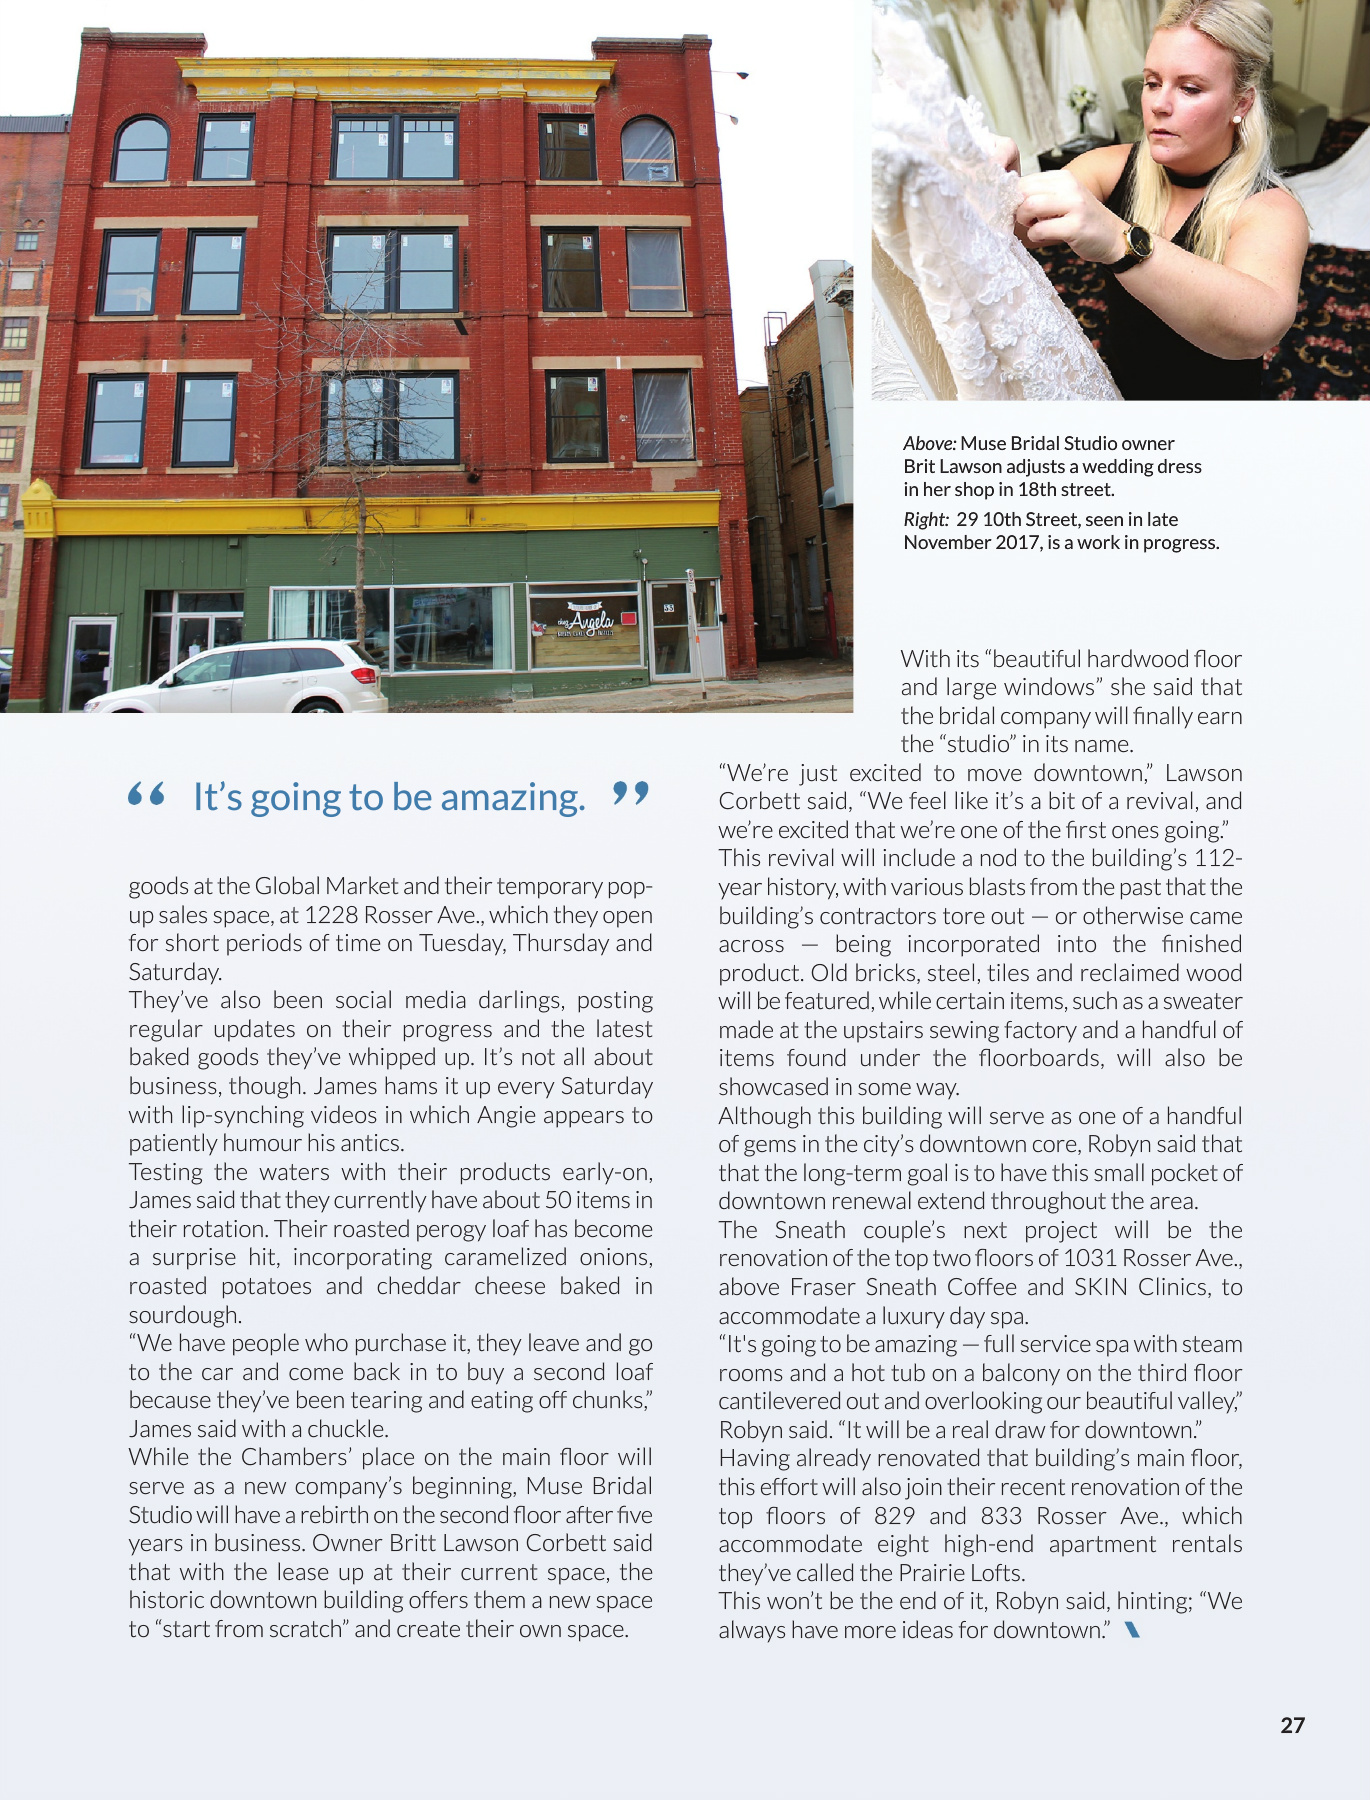 chez
Angela
55
Above: Muse Bridal Studio owner
Brit Lawson adjusts a wedding dress
in her shop in 18th street.
Right: 29 10th Street, seen in late
November 2017, is a work in progress.
“ It’s going to be amazing. ”
goods at the Global Market and their temporary pop-
up sales space, at 1228 Rosser Ave., which they open
for short periods of time on Tuesday, Thursday and
Saturday.
They’ve also been social media darlings, posting
regular updates on their progress and the latest
baked goods they’ve whipped up. It’s not all about
business, though. James hams it up every Saturday
with lip-synching videos in which Angie appears to
patiently humour his antics.
Testing the waters with their products early-on,
James said that they currently have about 50 items in
their rotation. Their roasted perogy loaf has become
a surprise hit, incorporating caramelized onions,
roasted potatoes and cheddar cheese baked in
sourdough.
“We have people who purchase it, they leave and go
to the car and come back in to buy a second loaf
because they’ve been tearing and eating off chunks,”
James said with a chuckle.
While the Chambers’ place on the main floor will
serve as a new company’s beginning, Muse Bridal
Studio will have a rebirth on the second floor after five
years in business. Owner Britt Lawson Corbett said
that with the lease up at their current space, the
historic downtown building offers them a new space
to “start from scratch” and create their own space.
With its “beautiful hardwood floor
and large windows” she said that
the bridal company will finally earn
the “studio” in its name.
“We’re just excited to move downtown,” Lawson
Corbett said, “We feel like it’s a bit of a revival, and
we’re excited that we’re one of the first ones going.”
This revival will include a nod to the building’s 112-
year history, with various blasts from the past that the
building’s contractors tore out — or otherwise came
across — being incorporated into the finished
product. Old bricks, steel, tiles and reclaimed wood
will be featured, while certain items, such as a sweater
made at the upstairs sewing factory and a handful of
items found under the floorboards, will also be
showcased in some way.
Although this building will serve as one of a handful
of gems in the city’s downtown core, Robyn said that
that the long-term goal is to have this small pocket of
downtown renewal extend throughout the area.
The Sneath couple’s next project will be the
renovation of the top two floors of 1031 Rosser Ave.,
above Fraser Sneath Coffee and SKIN Clinics, to
accommodate a luxury day spa.
“It's going to be amazing — full service spa with steam
rooms and a hot tub on a balcony on the third floor
cantilevered out and overlooking our beautiful valley,”
Robyn said. “It will be a real draw for downtown.”
Having already renovated that building’s main floor,
this effort will also join their recent renovation of the
top floors of 829 and 833 Rosser Ave., which
accommodate eight high-end apartment rentals
they’ve called the Prairie Lofts.
This won’t be the end of it, Robyn said, hinting; “We
always have more ideas for downtown.”
27